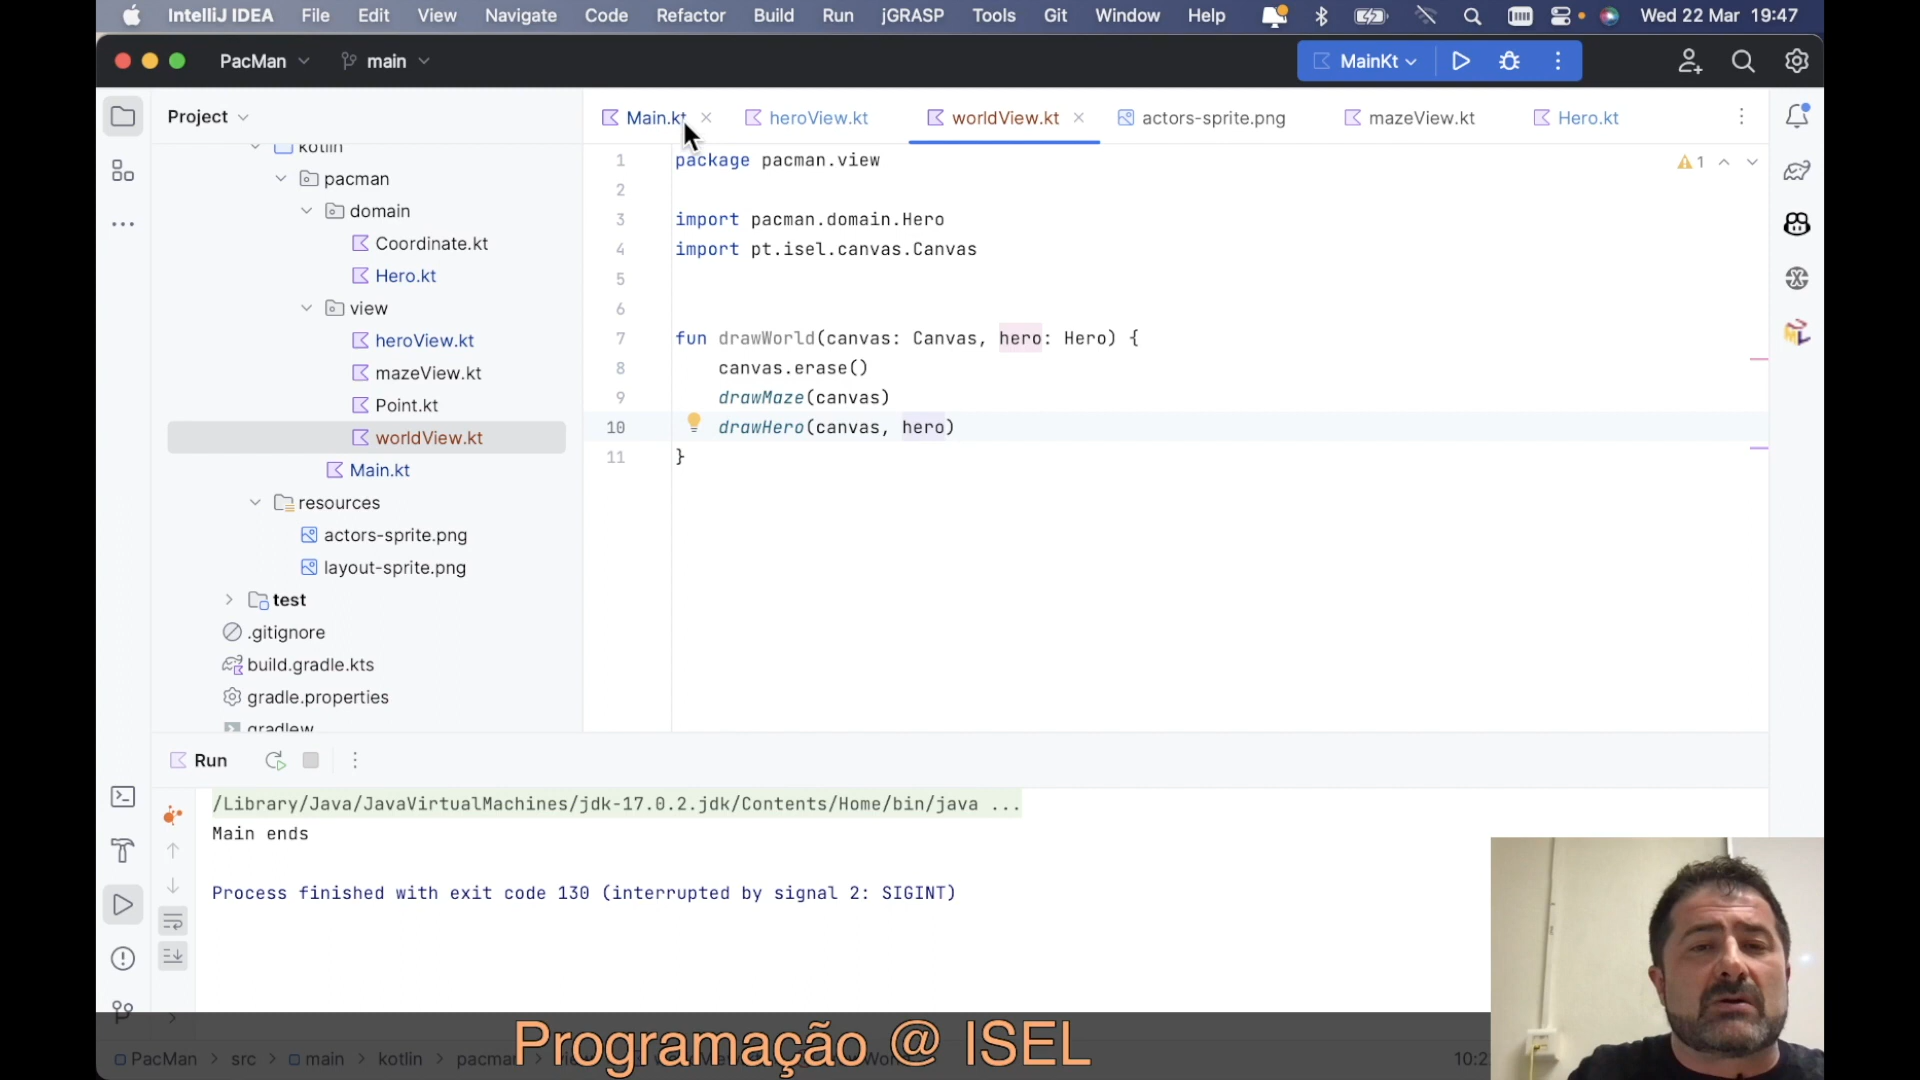 IntelliJ IDEA File Edit View Navigate Code Refactor Build Run jGRASP Tools Git Window Help Wed 22 Mar 19:47
PacMan main MainKt
Project
Main.kt heroView.kt worldView.kt actors-sprite.png mazeView.kt Hero.kt
kotlin
pacman
domain
Coordinate.kt
Hero.kt
view
heroView.kt
mazeView.kt
Point.kt
worldView.kt
Main.kt
resources
actors-sprite.png
layout-sprite.png
test
.gitignore
build.gradle.kts
gradle.properties
gradlew
1 package pacman.view
2
3 import pacman.domain.Hero
4 import pt.isel.canvas.Canvas
5
6
7 fun drawWorld(canvas: Canvas, hero: Hero) {
8 canvas.erase()
9 drawMaze(canvas)
10 drawHero(canvas, hero)
11 }
1
Run
/Library/Java/JavaVirtualMachines/jdk-17.0.2.jdk/Contents/Home/bin/java ...
Main ends
Process finished with exit code 130 (interrupted by signal 2: SIGINT)
Programação @ ISEL
PacMan > src > main > kotlin > pacman